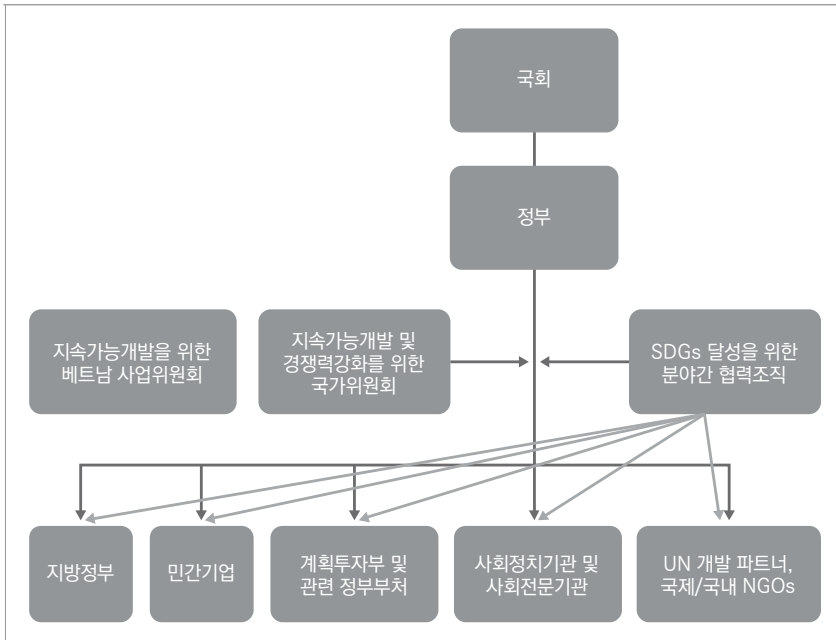 국회
정부
지속가능개발을 위한
베트남 사업위원회
지속가능개발 및
경쟁력강화를 위한
국가위원회
SDGs 달성을 위한
분야간 협력조직
지방정부
민간기업
계획투자부 및
관련 정부부처
사회정치기관 및
사회전문기관
UN 개발 파트너,
국제/국내 NGOs